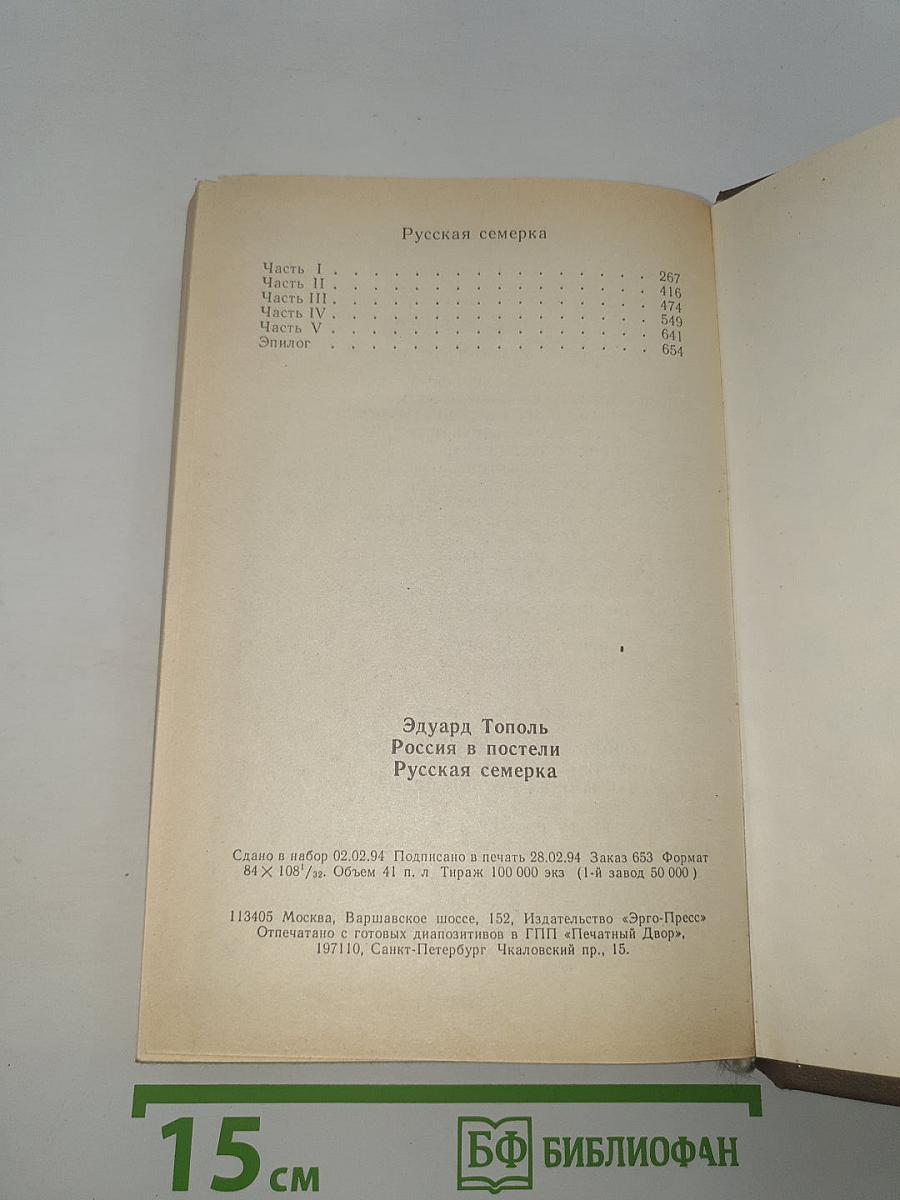 Русская семерка
Часть I . . . . . . . . . . . . . . . 267
Часть II . . . . . . . . . . . . . . . 416
Часть III . . . . . . . . . . . . . . . 474
Часть IV . . . . . . . . . . . . . . . 549
Часть V . . . . . . . . . . . . . . . 641
Эпилог . . . . . . . . . . . . . . . . 654
Эдуард Тополь
Россия в постели
Русская семерка
Сдано в набор 02.02.94 Подписано в печать 28.02.94 Заказ 653 Формат
84×108¹/₃₂. Объем 41 п. л Тираж 100 000 экз (1-й завод 50 000)
113405 Москва, Варшавское шоссе, 152, Издательство «Эрго-Пресс»
Отпечатано с готовых диапозитивов в ГПП «Печатный Двор»,
197110, Санкт-Петербург Чкаловский пр., 15.
15 см
БФ БИБЛИОФАН